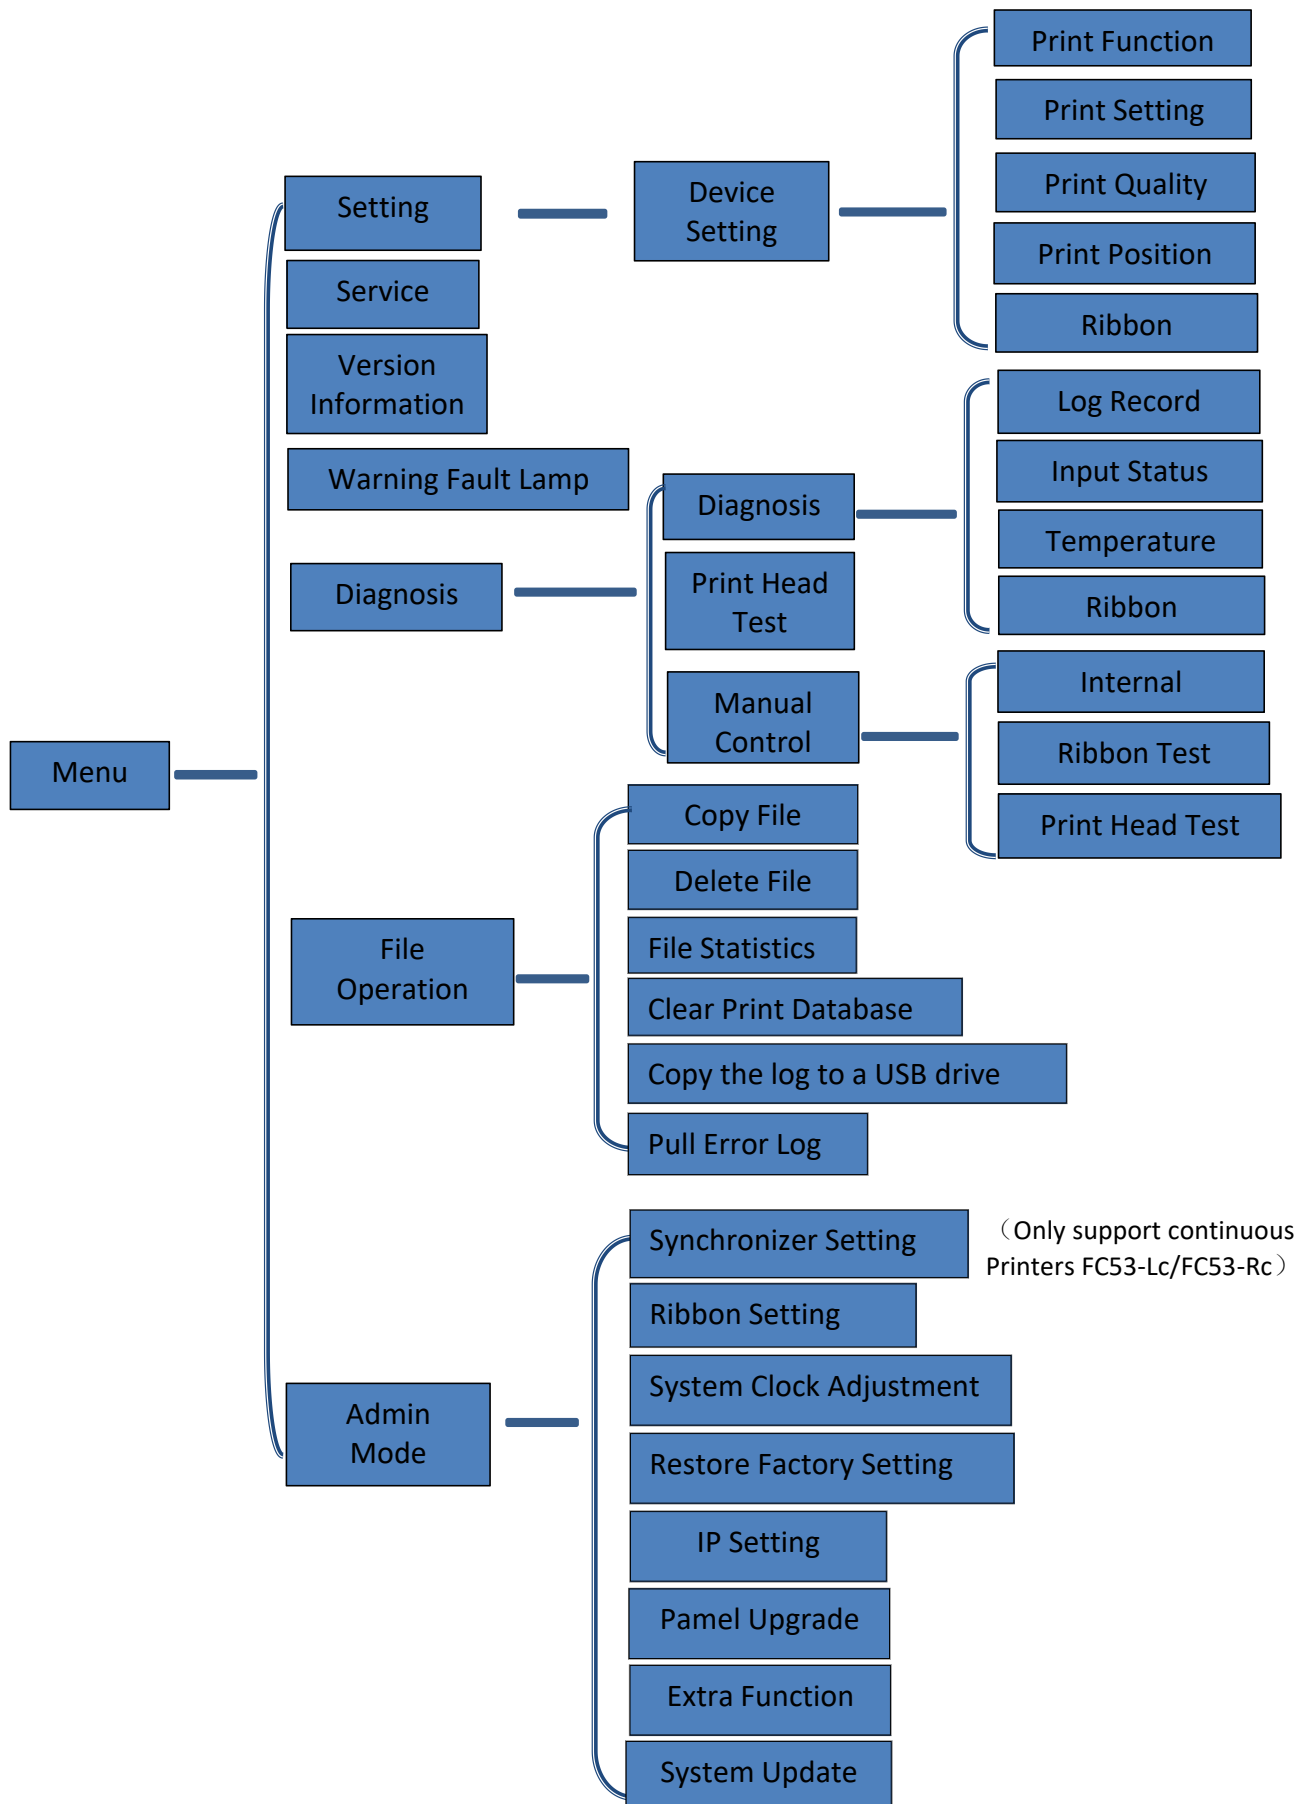 Menu
Setting
Service
Version
Information
Warning Fault Lamp
Diagnosis
File
Operation
Admin
Mode
Device
Setting
Print Function
Print Setting
Print Quality
Print Position
Ribbon
Diagnosis
Print Head
Test
Manual
Control
Log Record
Input Status
Temperature
Ribbon
Internal
Ribbon Test
Print Head Test
Copy File
Delete File
File Statistics
Clear Print Database
Copy the log to a USB drive
Pull Error Log
Synchronizer Setting
（Only support continuous
Printers FC53-Lc/FC53-Rc）
Ribbon Setting
System Clock Adjustment
Restore Factory Setting
IP Setting
Pamel Upgrade
Extra Function
System Update